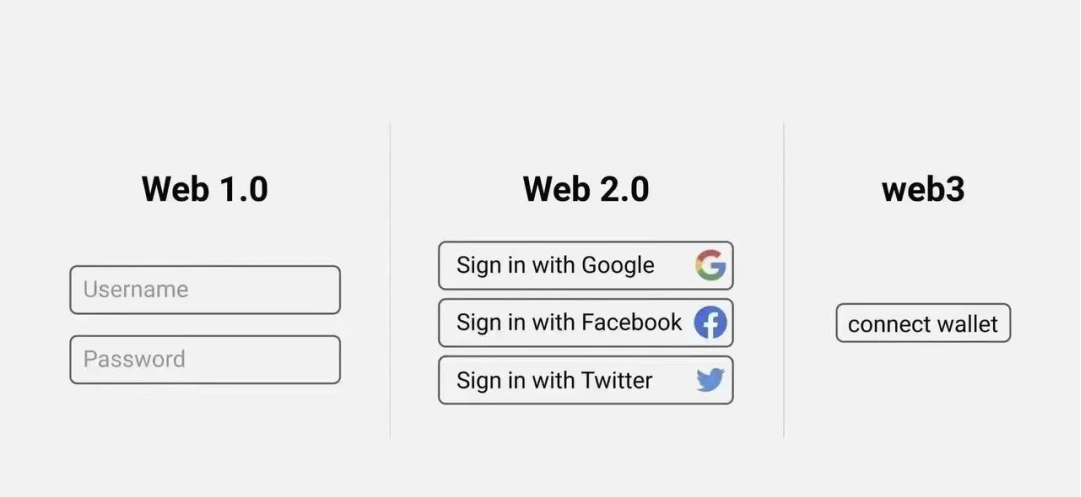 Web 1.0
Username
Password
Web 2.0
Sign in with Google
Sign in with Facebook
Sign in with Twitter
web3
connect wallet